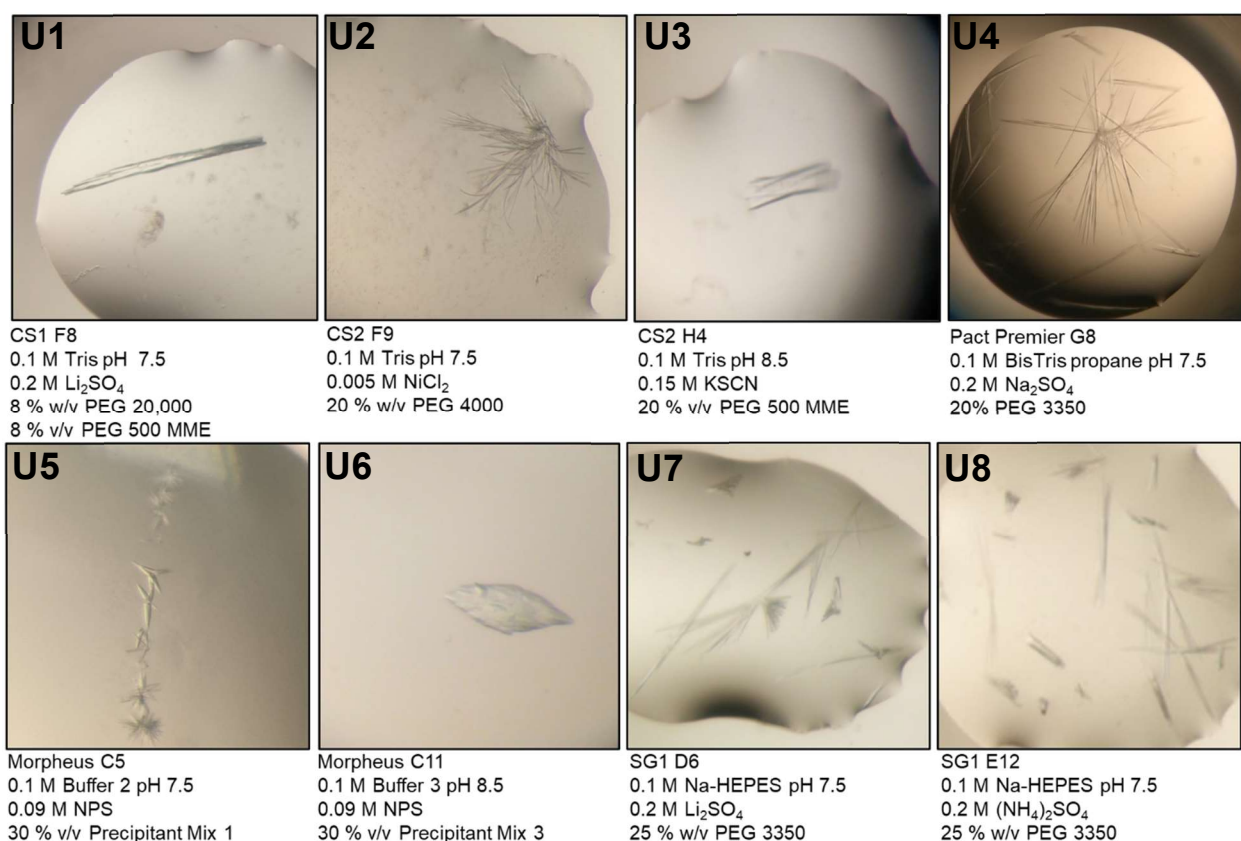 U1
U2
U3
U4
CS1 F8
0.1 M Tris pH 7.5
0.2 M Li₂SO₄
8 % w/v PEG 20,000
8 % v/v PEG 500 MME
CS2 F9
0.1 M Tris pH 7.5
0.005 M NiCl₂
20 % w/v PEG 4000
CS2 H4
0.1 M Tris pH 8.5
0.15 M KSCN
20 % v/v PEG 500 MME
Pact Premier G8
0.1 M BisTris propane pH 7.5
0.2 M Na₂SO₄
20% PEG 3350
U5
U6
U7
U8
Morpheus C5
0.1 M Buffer 2 pH 7.5
0.09 M NPS
30 % v/v Precipitant Mix 1
Morpheus C11
0.1 M Buffer 3 pH 8.5
0.09 M NPS
30 % v/v Precipitant Mix 3
SG1 D6
0.1 M Na-HEPES pH 7.5
0.2 M Li₂SO₄
25 % w/v PEG 3350
SG1 E12
0.1 M Na-HEPES pH 7.5
0.2 M (NH₄)₂SO₄
25 % w/v PEG 3350